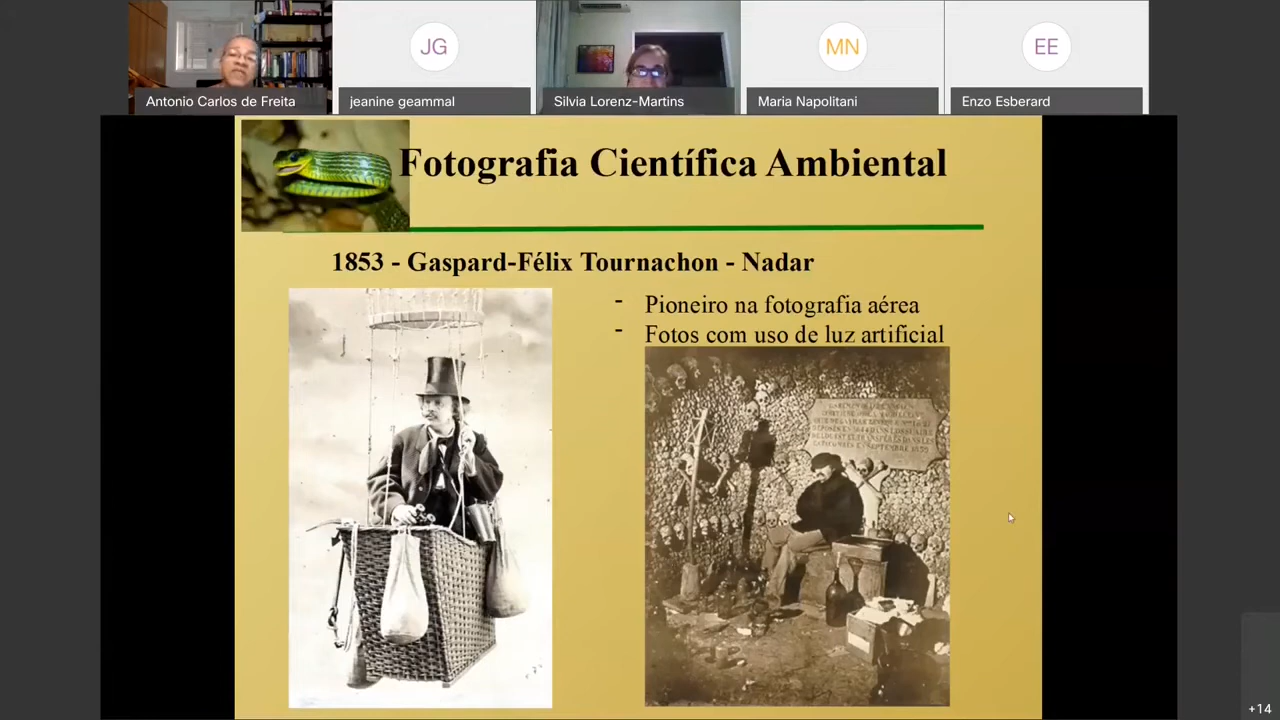 JG
MN
EE
Antonio Carlos de Freita
jeanine geammal
Silvia Lorenz-Martins
Maria Napolitani
Enzo Esberard
Fotografia Científica Ambiental
1853 - Gaspard-Félix Tournachon - Nadar
- Pioneiro na fotografia aérea
- Fotos com uso de luz artificial
+14